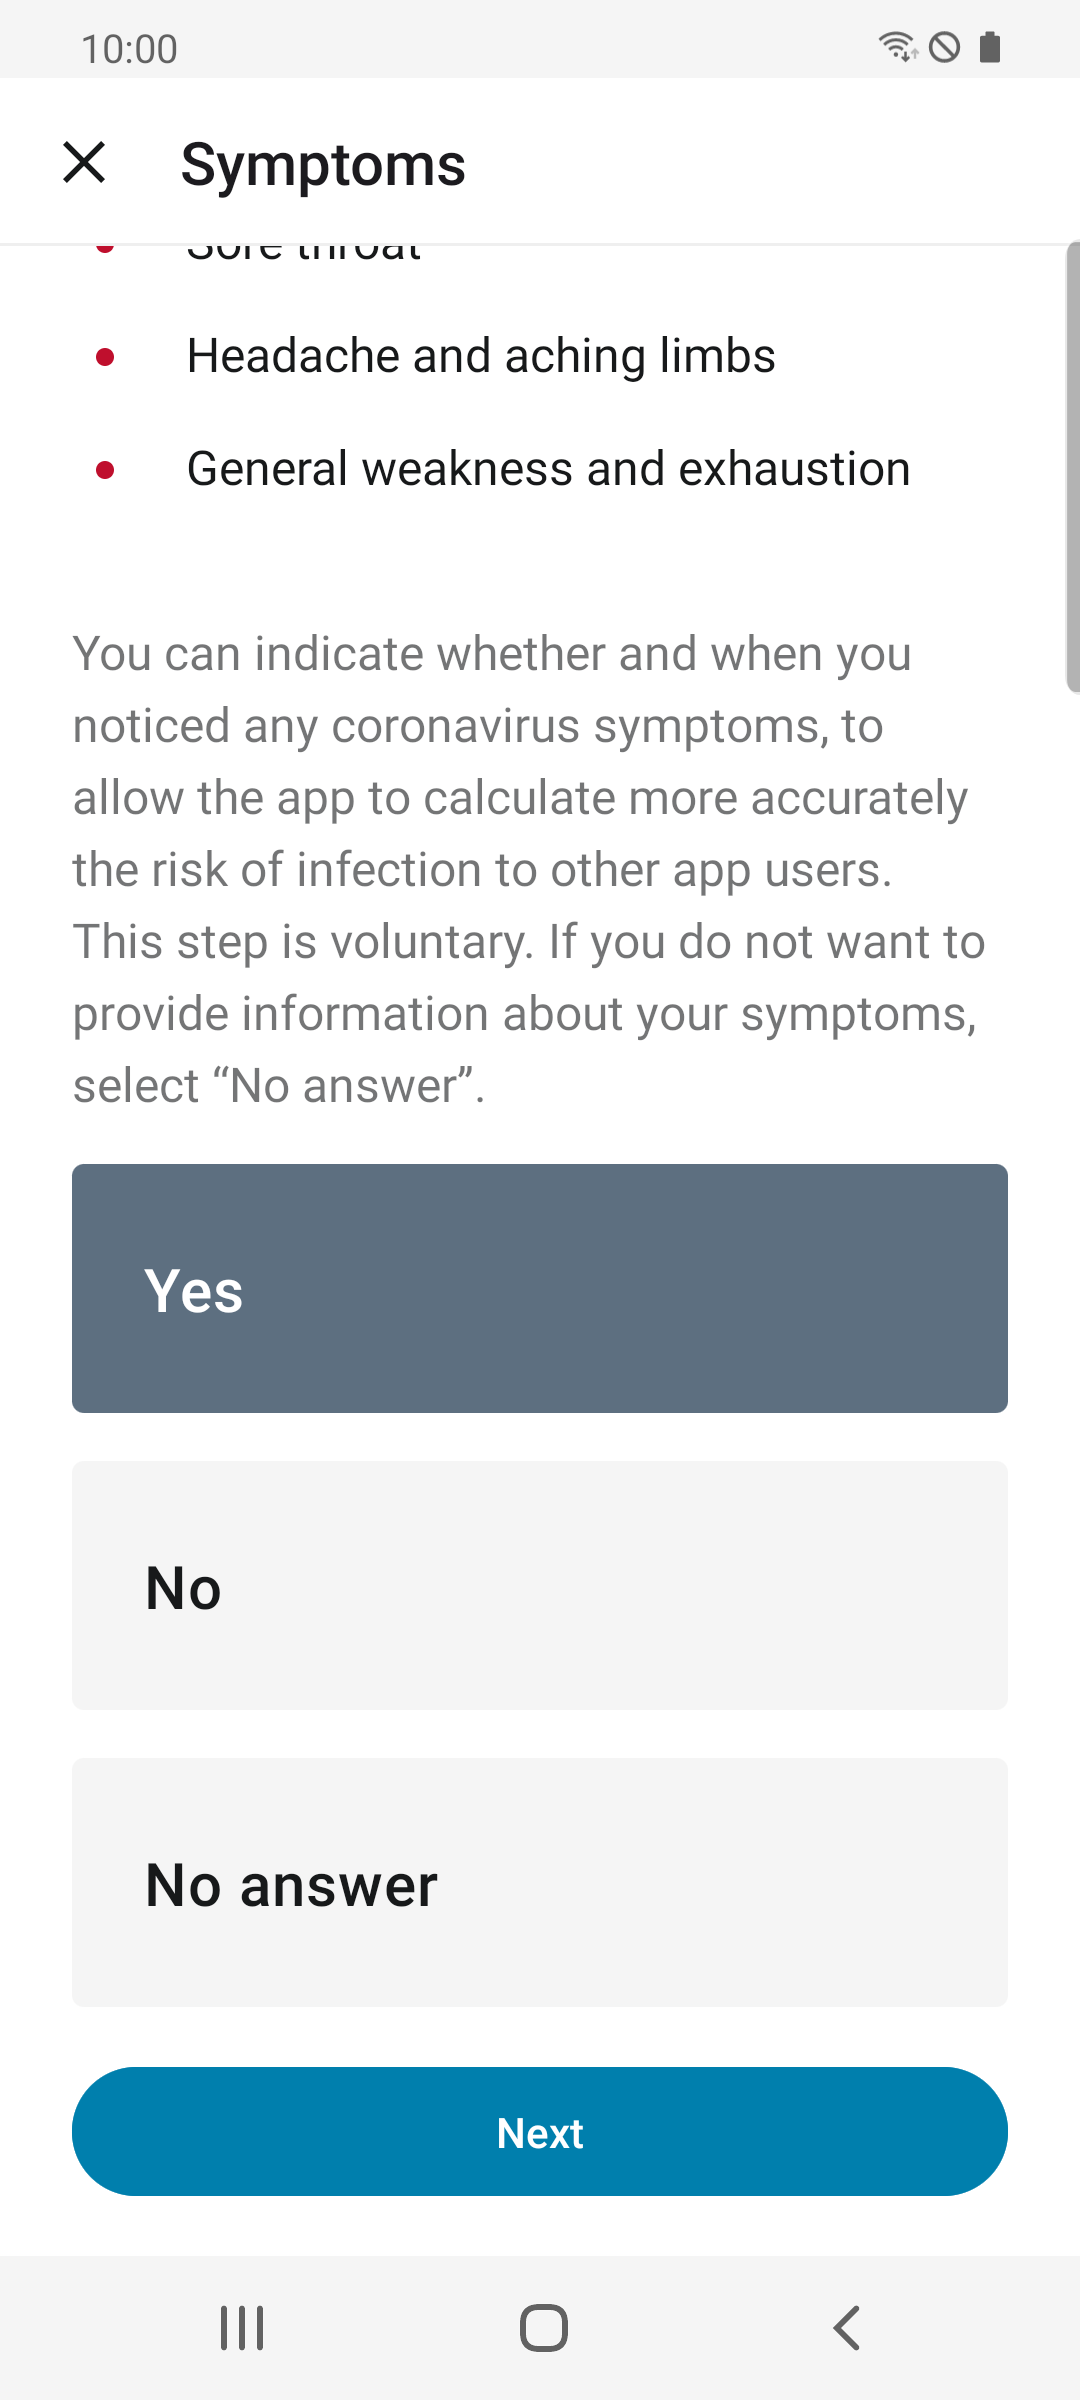 10:00
Symptoms
Sore throat
Headache and aching limbs
General weakness and exhaustion
You can indicate whether and when you
noticed any coronavirus symptoms, to
allow the app to calculate more accurately
the risk of infection to other app users.
This step is voluntary. If you do not want to
provide information about your symptoms,
select “No answer”.
Yes
No
No answer
Next